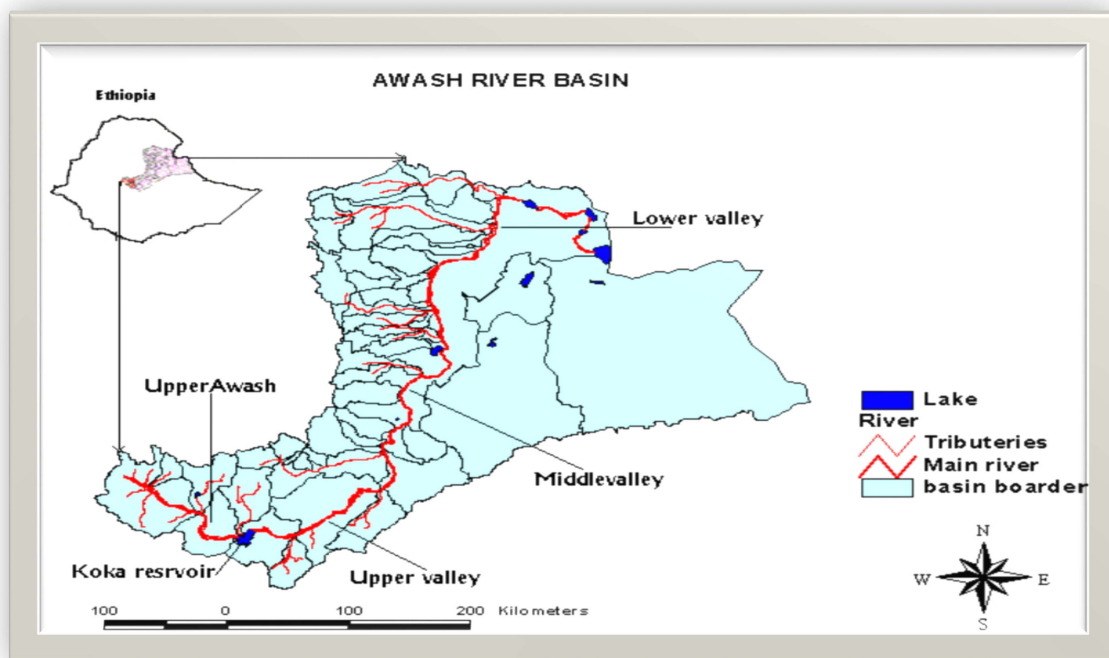 AWASH RIVER BASIN
Ethiopia
Lower valley
UpperAwash
Lake
River
Tributeries
Main river
basin boarder
Middlevalley
Koka resrvoir
Upper valley
100 0 100 200 Kilometers
N
W E
S